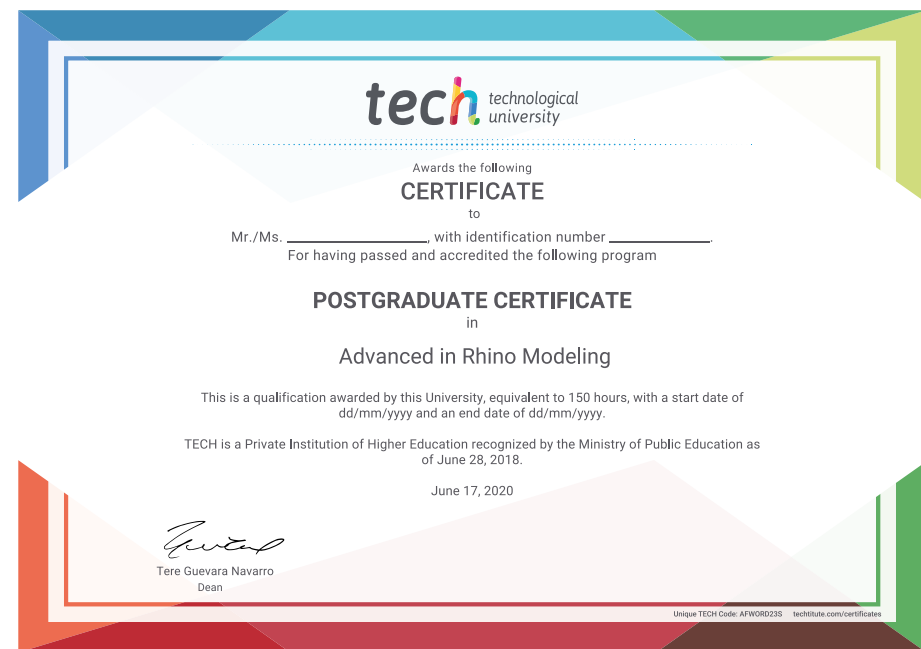 tech technological
university
Awards the following
CERTIFICATE
to
Mr./Ms. ____________________, with identification number ______________.
For having passed and accredited the following program
POSTGRADUATE CERTIFICATE
in
Advanced in Rhino Modeling
This is a qualification awarded by this University, equivalent to 150 hours, with a start date of
dd/mm/yyyy and an end date of dd/mm/yyyy.
TECH is a Private Institution of Higher Education recognized by the Ministry of Public Education as
of June 28, 2018.
June 17, 2020
Tere Guevara Navarro
Dean
Unique TECH Code: AFWORD23S techtitute.com/certificates